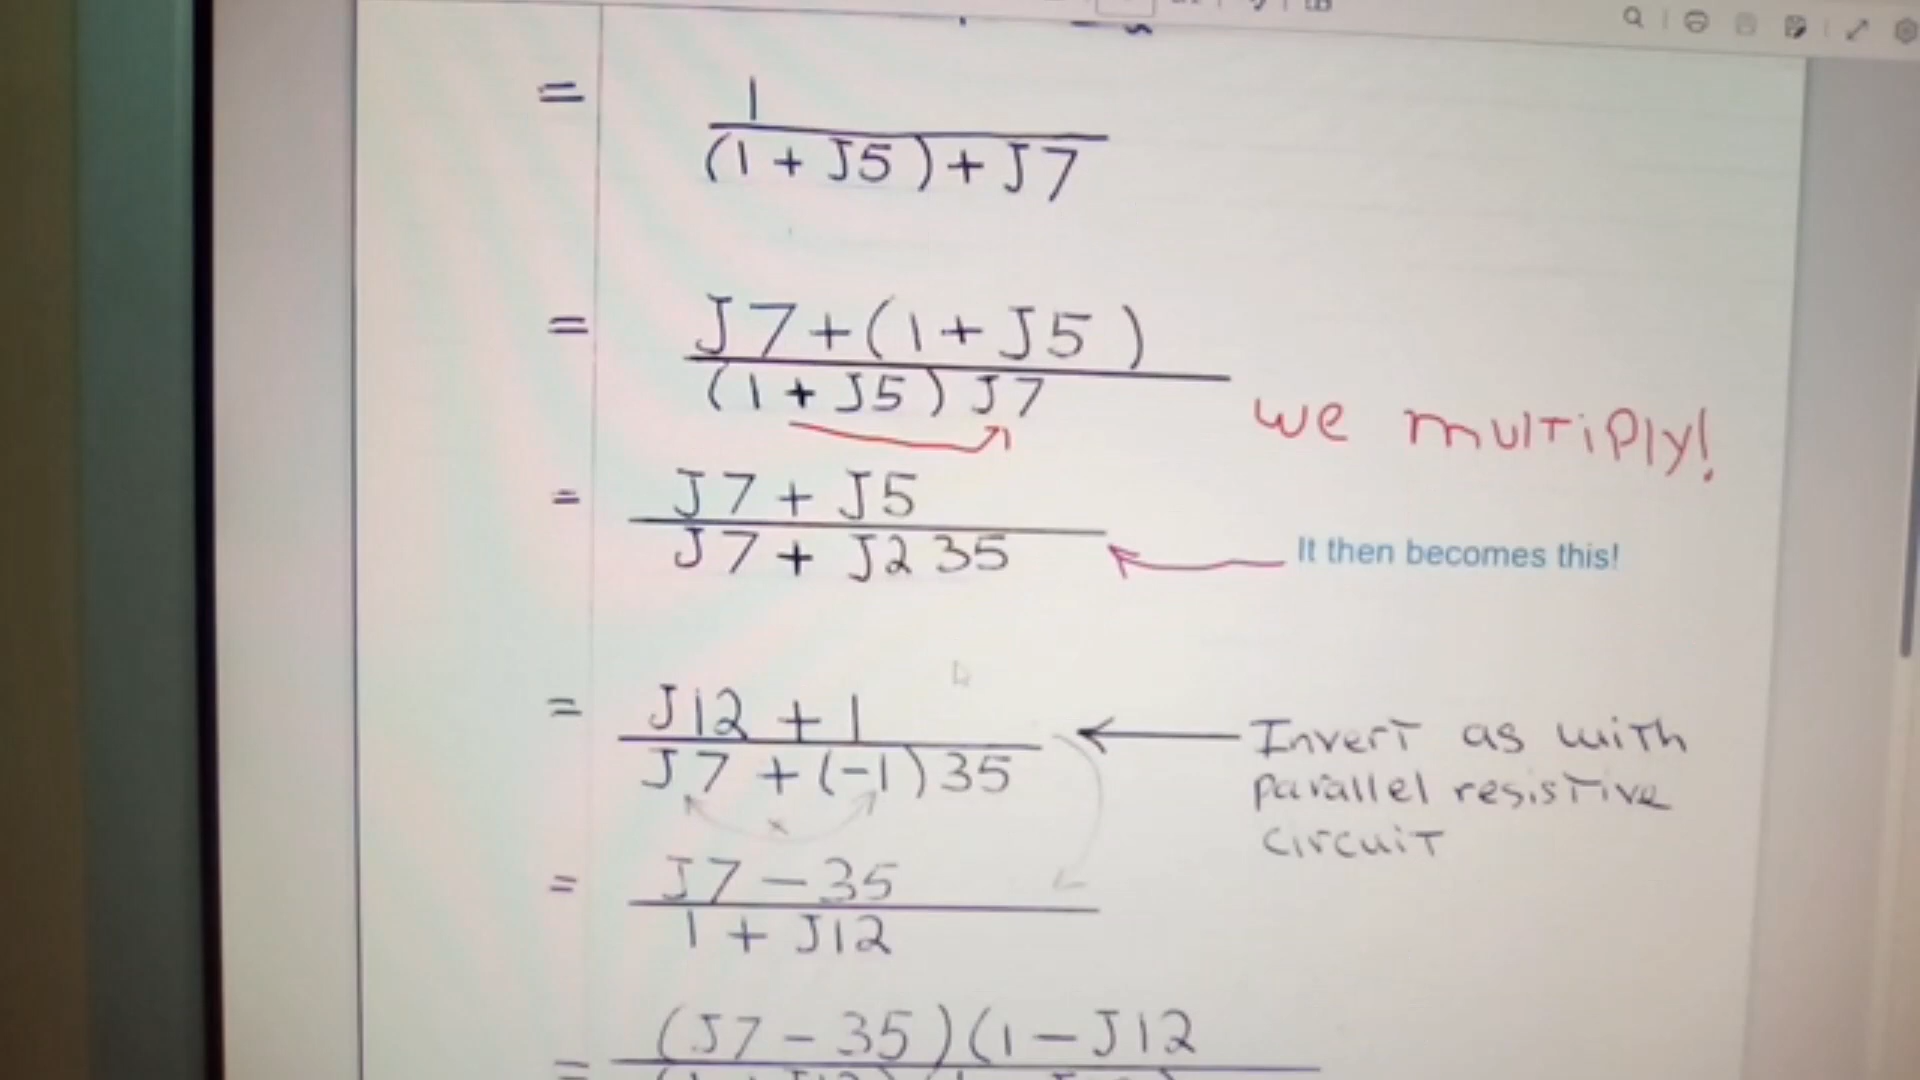 = 1
(1 + J5) + J7
= J7 + (1 + J5)
(1 + J5) J7
we multiply!
= J7 + J5
J7 + J2 35
It then becomes this!
= J12 + 1
J7 + (-1) 35
x
Invert as with
parallel resistive
circuit
= J7 - 35
1 + J12
= (J7 - 35)(1 - J12